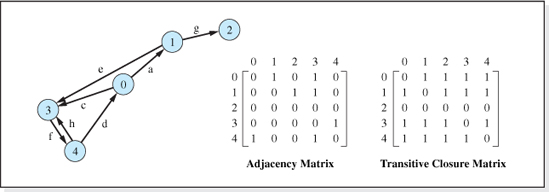 g
2
1
e
a
0
c
3
h
d
f
4
0 1 2 3 4
0 0 1 0 1 0
1 0 0 1 1 0
2 0 0 0 0 0
3 0 0 0 0 1
4 1 0 0 1 0
Adjacency Matrix
0 1 2 3 4
0 0 1 1 1 1
1 1 0 1 1 1
2 0 0 0 0 0
3 1 1 1 0 1
4 1 1 1 1 0
Transitive Closure Matrix